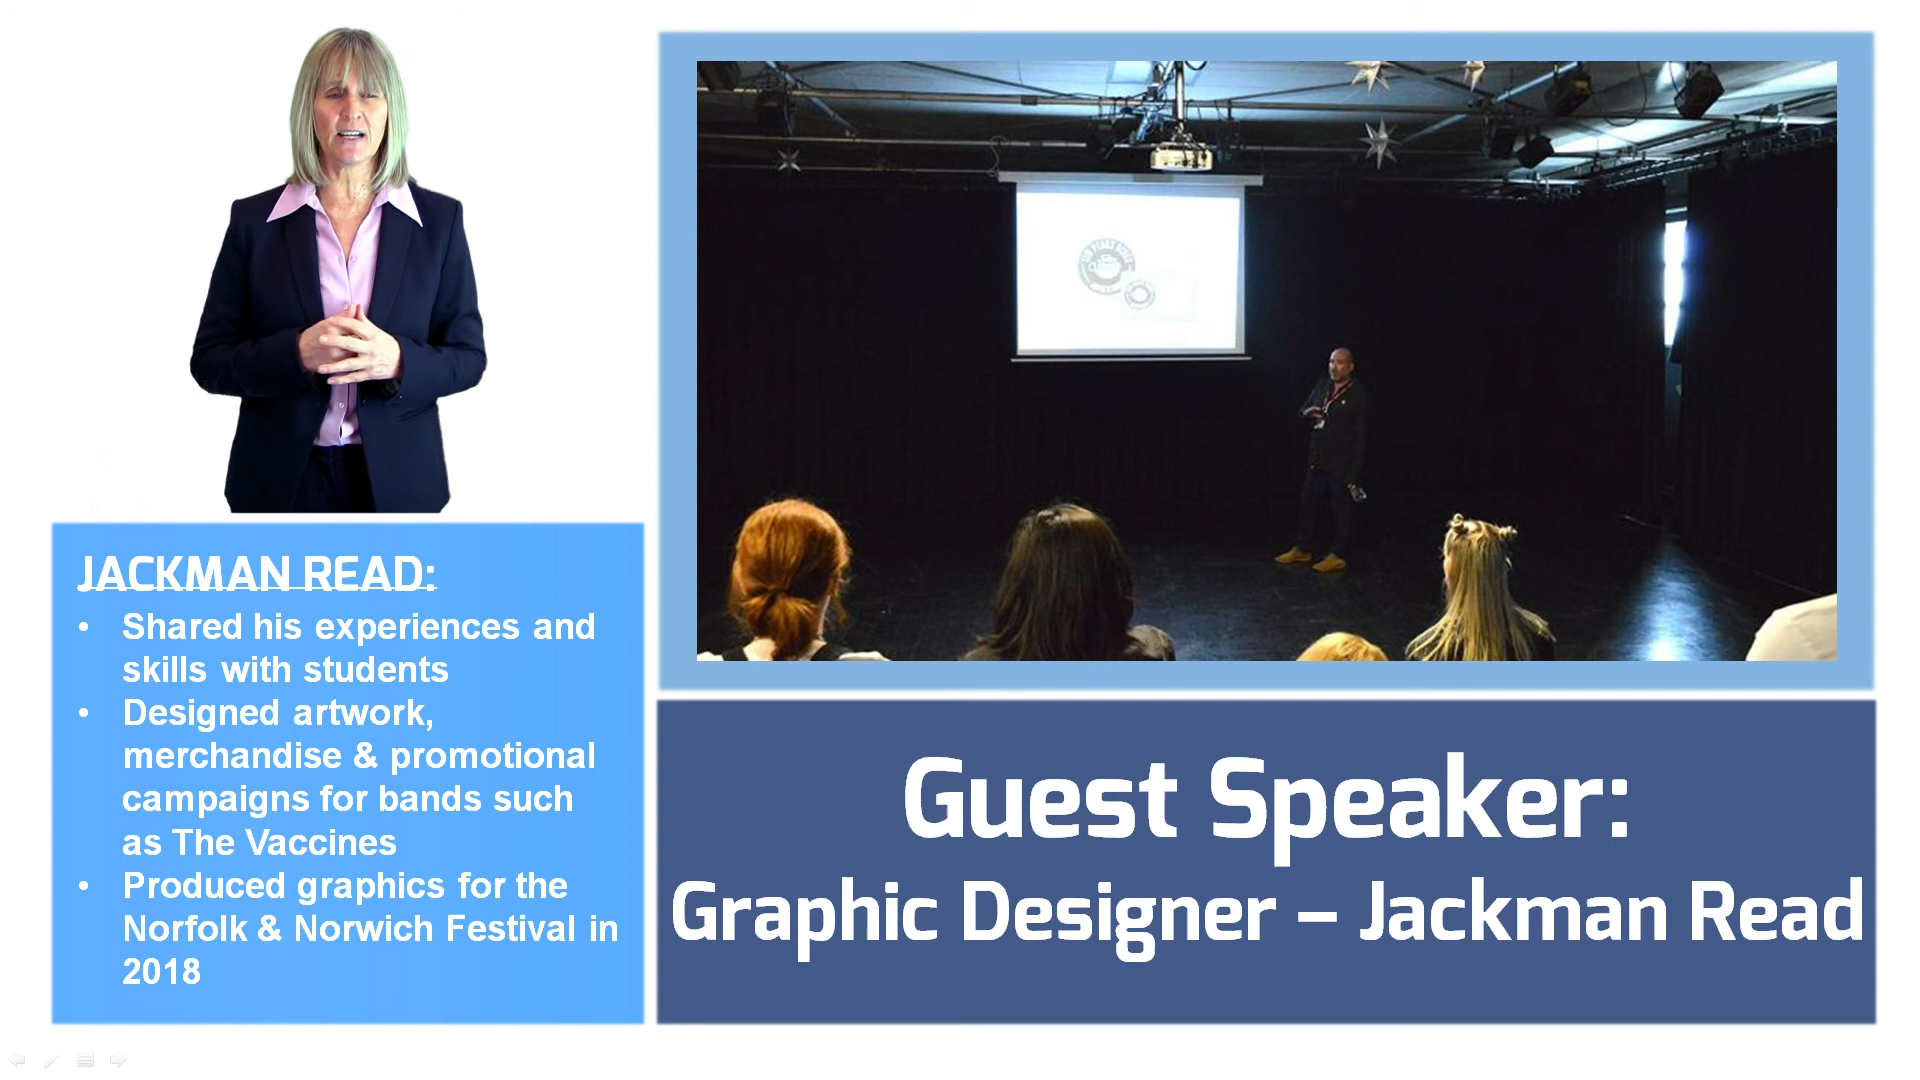 JACKMAN READ:
• Shared his experiences and
skills with students
• Designed artwork,
merchandise & promotional
campaigns for bands such
as The Vaccines
• Produced graphics for the
Norfolk & Norwich Festival in
2018
Guest Speaker:
Graphic Designer – Jackman Read